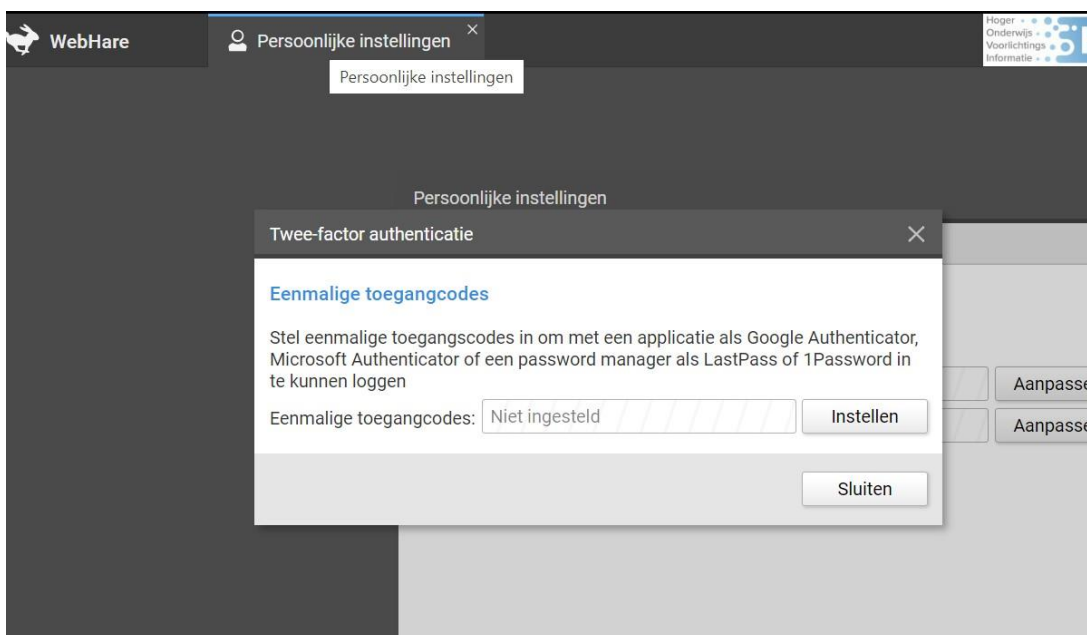 WebHare
Persoonlijke instellingen
Hoger
Onderwijs
Voorlichtings
Informatie
Persoonlijke instellingen
Persoonlijke instellingen
Twee-factor authenticatie
Eenmalige toegangcodes
Stel eenmalige toegangscodes in om met een applicatie als Google Authenticator,
Microsoft Authenticator of een password manager als LastPass of 1Password in
te kunnen loggen
Eenmalige toegangcodes: Niet ingesteld Instellen
Aanpasse
Aanpasse
Sluiten